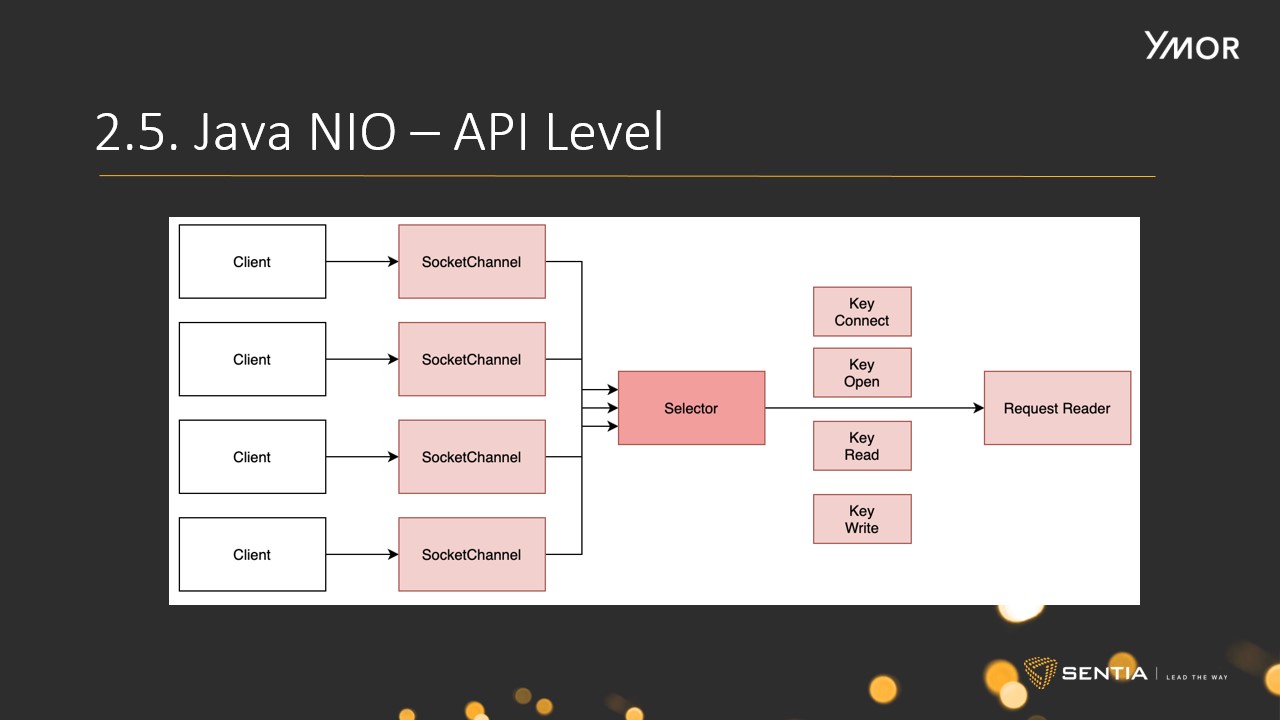 YMOR
2.5. Java NIO – API Level
Client
SocketChannel
Client
SocketChannel
Client
SocketChannel
Client
SocketChannel
Selector
Key
Connect
Key
Open
Key
Read
Key
Write
Request Reader
SENTIA
LEAD THE WAY